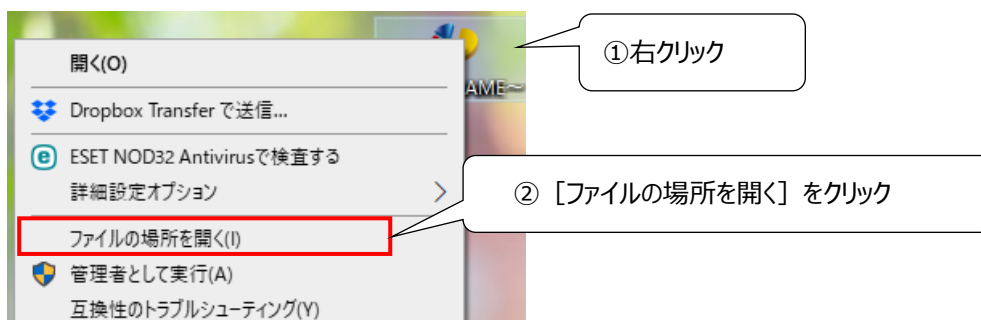 ①右クリック
開く(O)
AME~
Dropbox Transfer で送信...
ESET NOD32 Antivirusで検査する
詳細設定オプション
②［ファイルの場所を開く］をクリック
ファイルの場所を開く(I)
管理者として実行(A)
互換性のトラブルシューティング(Y)